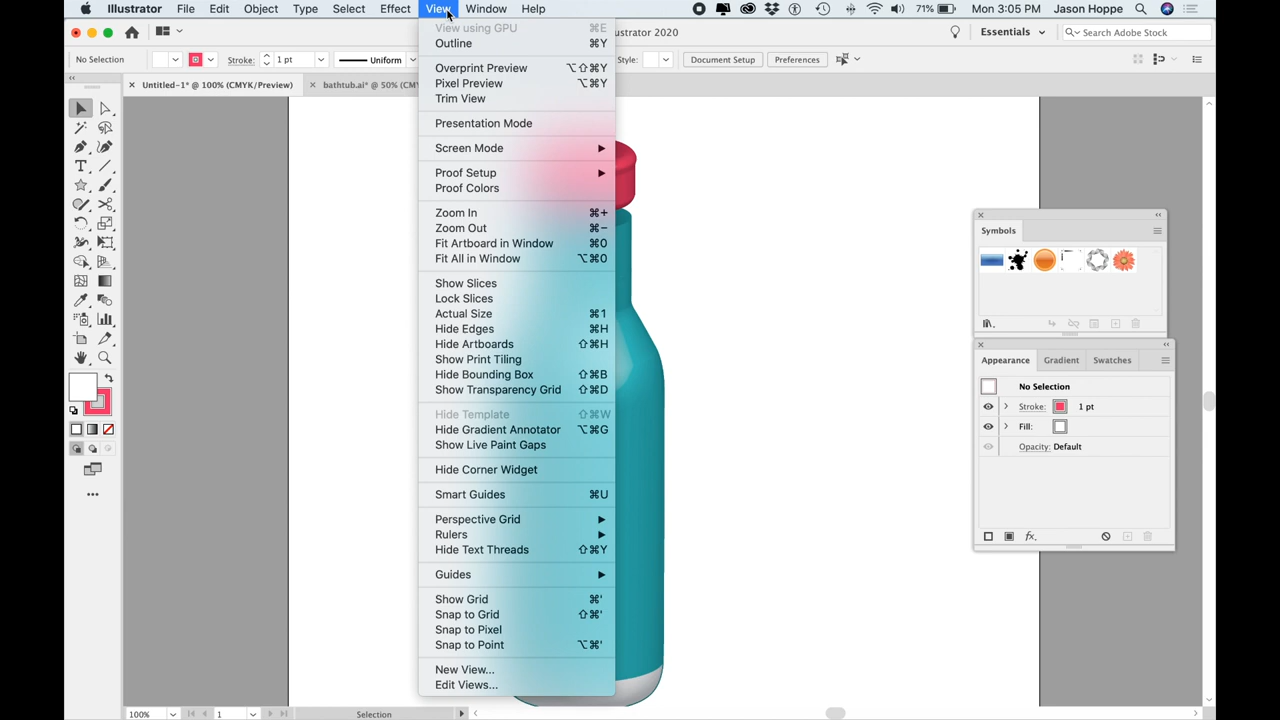 Illustrator File Edit Object Type Select Effect View Window Help 71% Mon 3:05 PM Jason Hoppe
ustrator 2020 Essentials Search Adobe Stock
No Selection Stroke: 1 pt Uniform Style: Document Setup Preferences
Untitled-1* @ 100% (CMYK/Preview) bathtub.ai* @ 50% (CM
View using GPU ⌘E
Outline ⌘Y
Overprint Preview ⌥⇧⌘Y
Pixel Preview ⌥⌘Y
Trim View
Presentation Mode
Screen Mode
Proof Setup
Proof Colors
Zoom In ⌘+
Zoom Out ⌘−
Fit Artboard in Window ⌘0
Fit All in Window ⌥⌘0
Show Slices
Lock Slices
Actual Size ⌘1
Hide Edges ⌘H
Hide Artboards ⇧⌘H
Show Print Tiling
Hide Bounding Box ⇧⌘B
Show Transparency Grid ⇧⌘D
Hide Template ⇧⌘W
Hide Gradient Annotator ⌥⌘G
Show Live Paint Gaps
Hide Corner Widget
Smart Guides ⌘U
Perspective Grid
Rulers
Hide Text Threads ⇧⌘Y
Guides
Show Grid ⌘'
Snap to Grid ⇧⌘'
Snap to Pixel
Snap to Point ⌥⌘'
New View...
Edit Views...
Symbols
Appearance Gradient Swatches
No Selection
Stroke: 1 pt
Fill:
Opacity: Default
fx.
100% 1 Selection